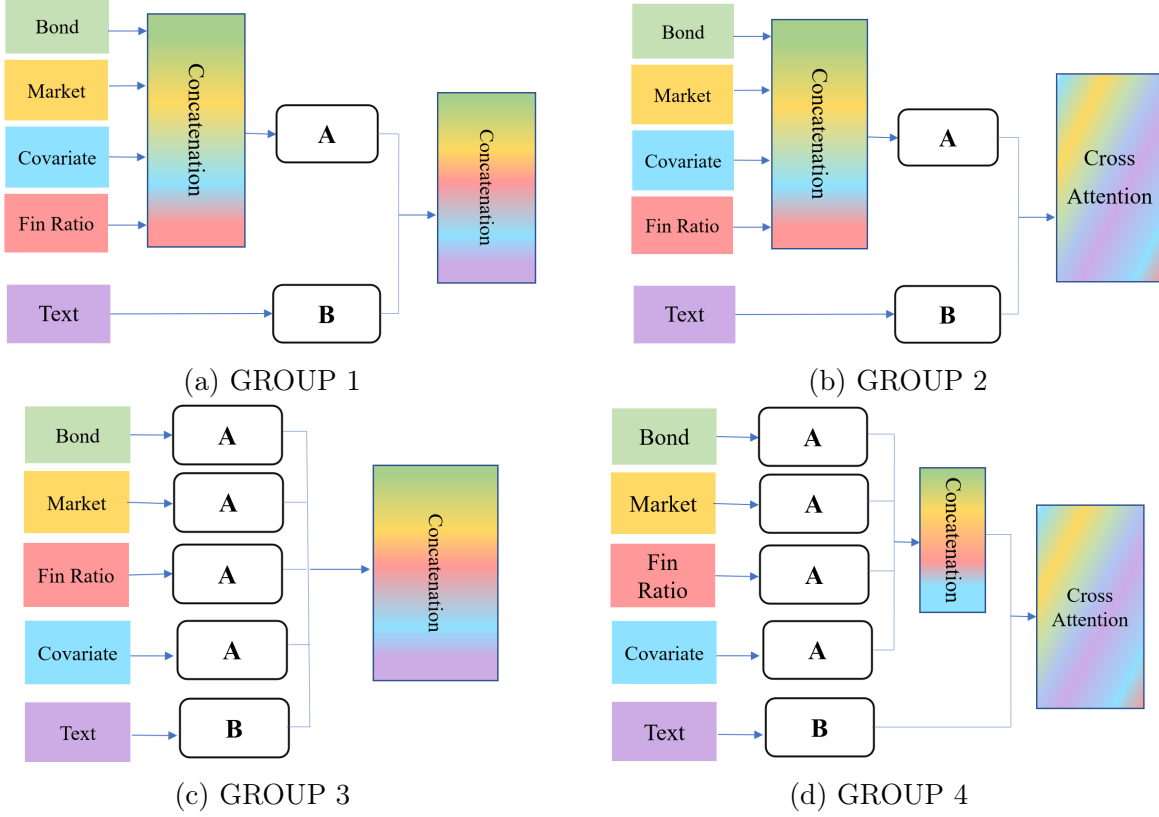 Bond
Market
Covariate
Fin Ratio
Text
Concatenation
A
B
Concatenation
(a) GROUP 1
Bond
Market
Covariate
Fin Ratio
Text
Concatenation
A
B
Cross
Attention
(b) GROUP 2
Bond
Market
Fin Ratio
Covariate
Text
A
A
A
A
B
Concatenation
(c) GROUP 3
Bond
Market
Fin
Ratio
Covariate
Text
A
A
A
A
B
Concatenation
Cross
Attention
(d) GROUP 4